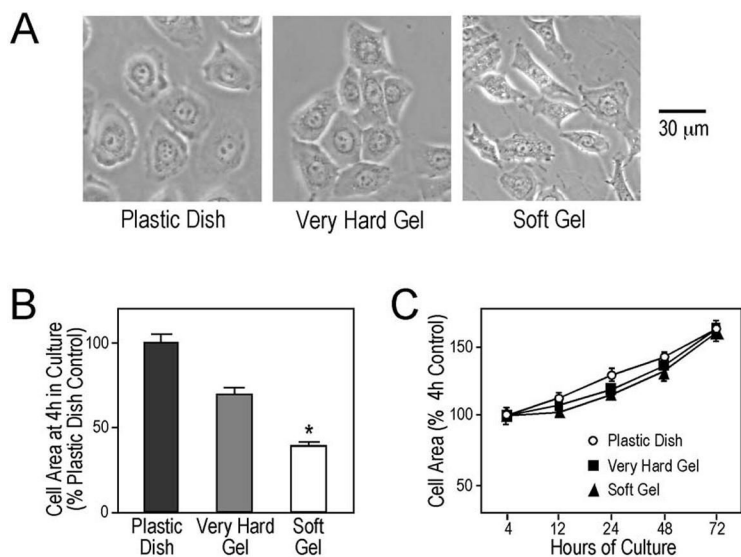 A
Plastic Dish
Very Hard Gel
Soft Gel
30 μm
B
Cell Area at 4h in Culture
(% Plastic Dish Control)
100
50
0
*
Plastic
Dish
Very Hard
Gel
Soft
Gel
C
Cell Area (% 4h Control)
150
100
50
Plastic Dish
Very Hard Gel
Soft Gel
4
12
24
48
72
Hours of Culture